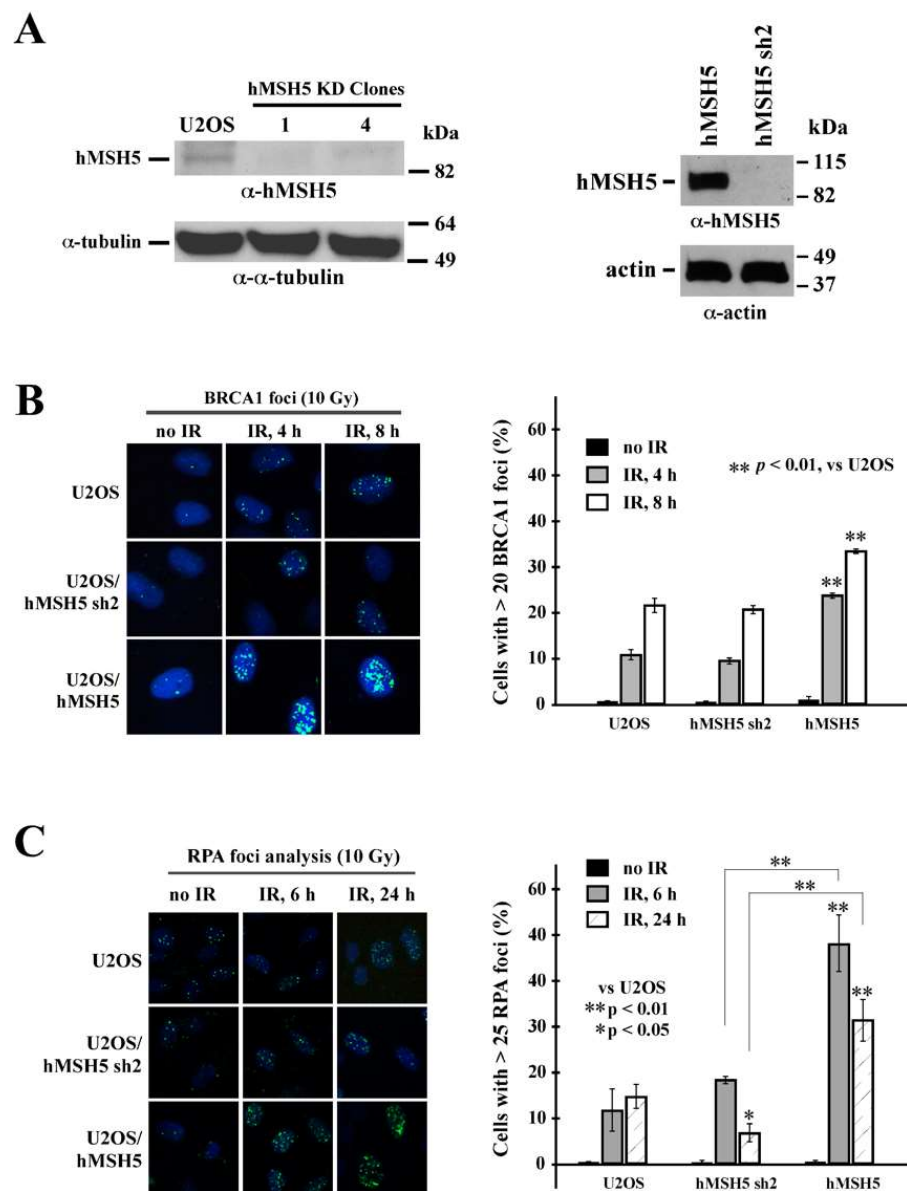 A
hMSH5 KD Clones
U2OS 1 4 kDa
hMSH5
82
α-hMSH5
α-tubulin
64
49
α-α-tubulin
hMSH5
hMSH5 sh2
kDa
hMSH5
115
82
α-hMSH5
actin
49
37
α-actin
B
BRCA1 foci (10 Gy)
no IR IR, 4 h IR, 8 h
U2OS
U2OS/
hMSH5 sh2
U2OS/
hMSH5
Cells with > 20 BRCA1 foci (%)
60
40
40
30
20
10
0
no IR
IR, 4 h
IR, 8 h
** p < 0.01, vs U2OS
**
**
U2OS hMSH5 sh2 hMSH5
C
RPA foci analysis (10 Gy)
no IR IR, 6 h IR, 24 h
U2OS
U2OS/
hMSH5 sh2
U2OS/
hMSH5
Cells with > 25 RPA foci (%)
60
40
40
30
20
10
0
no IR
IR, 6 h
IR, 24 h
vs U2OS
**p < 0.01
*p < 0.05
**
**
**
**
*
U2OS hMSH5 sh2 hMSH5